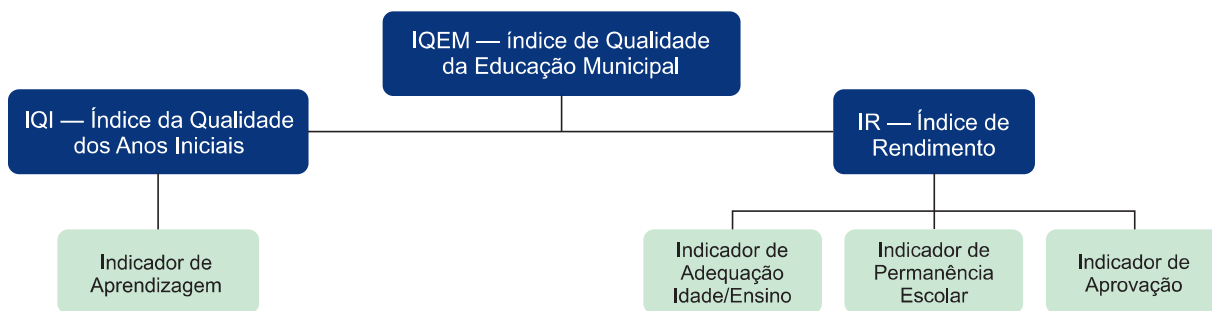 IQEM — índice de Qualidade
da Educação Municipal
IQI — Índice da Qualidade
dos Anos Iniciais
IR — Índice de
Rendimento
Indicador de
Aprendizagem
Indicador de
Adequação
Idade/Ensino
Indicador de
Permanência
Escolar
Indicador de
Aprovação